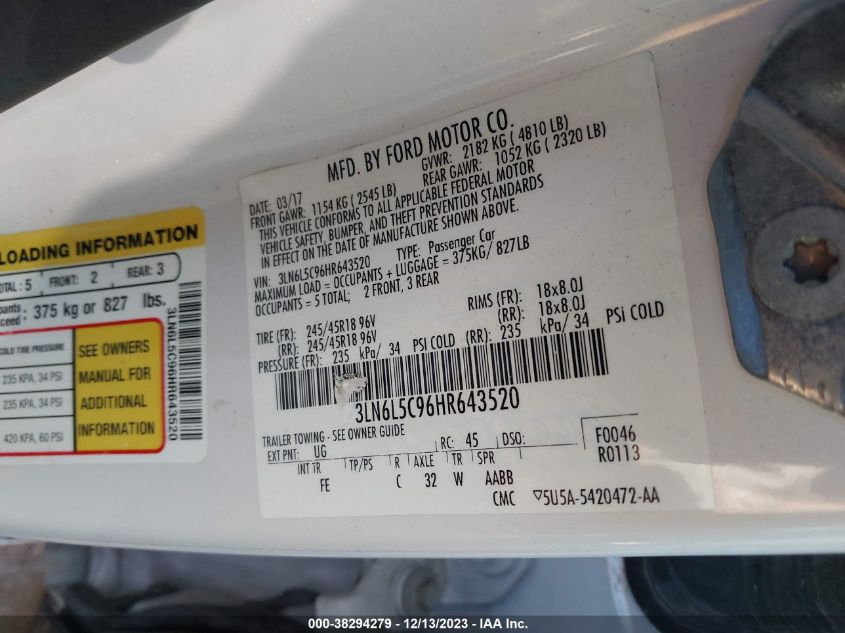 LOADING INFORMATION
TOTAL: 5 FRONT: 2 REAR: 3
375 kg or 827 lbs.
COLD TIRE PRESSURE
235 KPA, 34 PSI
235 KPA, 34 PSI
420 KPA, 60 PSI
SEE OWNERS
MANUAL FOR
ADDITIONAL
INFORMATION
3LN6L5C96HR643520
MFD. BY FORD MOTOR CO.
DATE: 03/17 GVWR: 2182 KG ( 4810 LB)
FRONT GAWR: 1154 KG ( 2545 LB) REAR GAWR: 1052 KG ( 2320 LB)
THIS VEHICLE CONFORMS TO ALL APPLICABLE FEDERAL MOTOR
VEHICLE SAFETY, BUMPER, AND THEFT PREVENTION STANDARDS
IN EFFECT ON THE DATE OF MANUFACTURE SHOWN ABOVE.
VIN: 3LN6L5C96HR643520 TYPE: Passenger Car
MAXIMUM LOAD = OCCUPANTS + LUGGAGE = 375KG/ 827LB
OCCUPANTS = 5 TOTAL; 2 FRONT, 3 REAR
TIRE (FR): 245/45R18 96V RIMS (FR): 18x8.0J
(RR): 245/45R18 96V (RR): 18x8.0J
PRESSURE (FR): 235 kPa/ 34 PSI COLD (RR): 235 kPa/ 34 PSi COLD
3LN6L5C96HR643520
TRAILER TOWING - SEE OWNER GUIDE
EXT PNT: UG RC: 45 DSO: F0046
R0113
INT TR TP/PS R AXLE TR SPR
FE C 32 W AABB
CMC ▽5U5A-5420472-AA
000-38294279 - 12/13/2023 - IAA Inc.